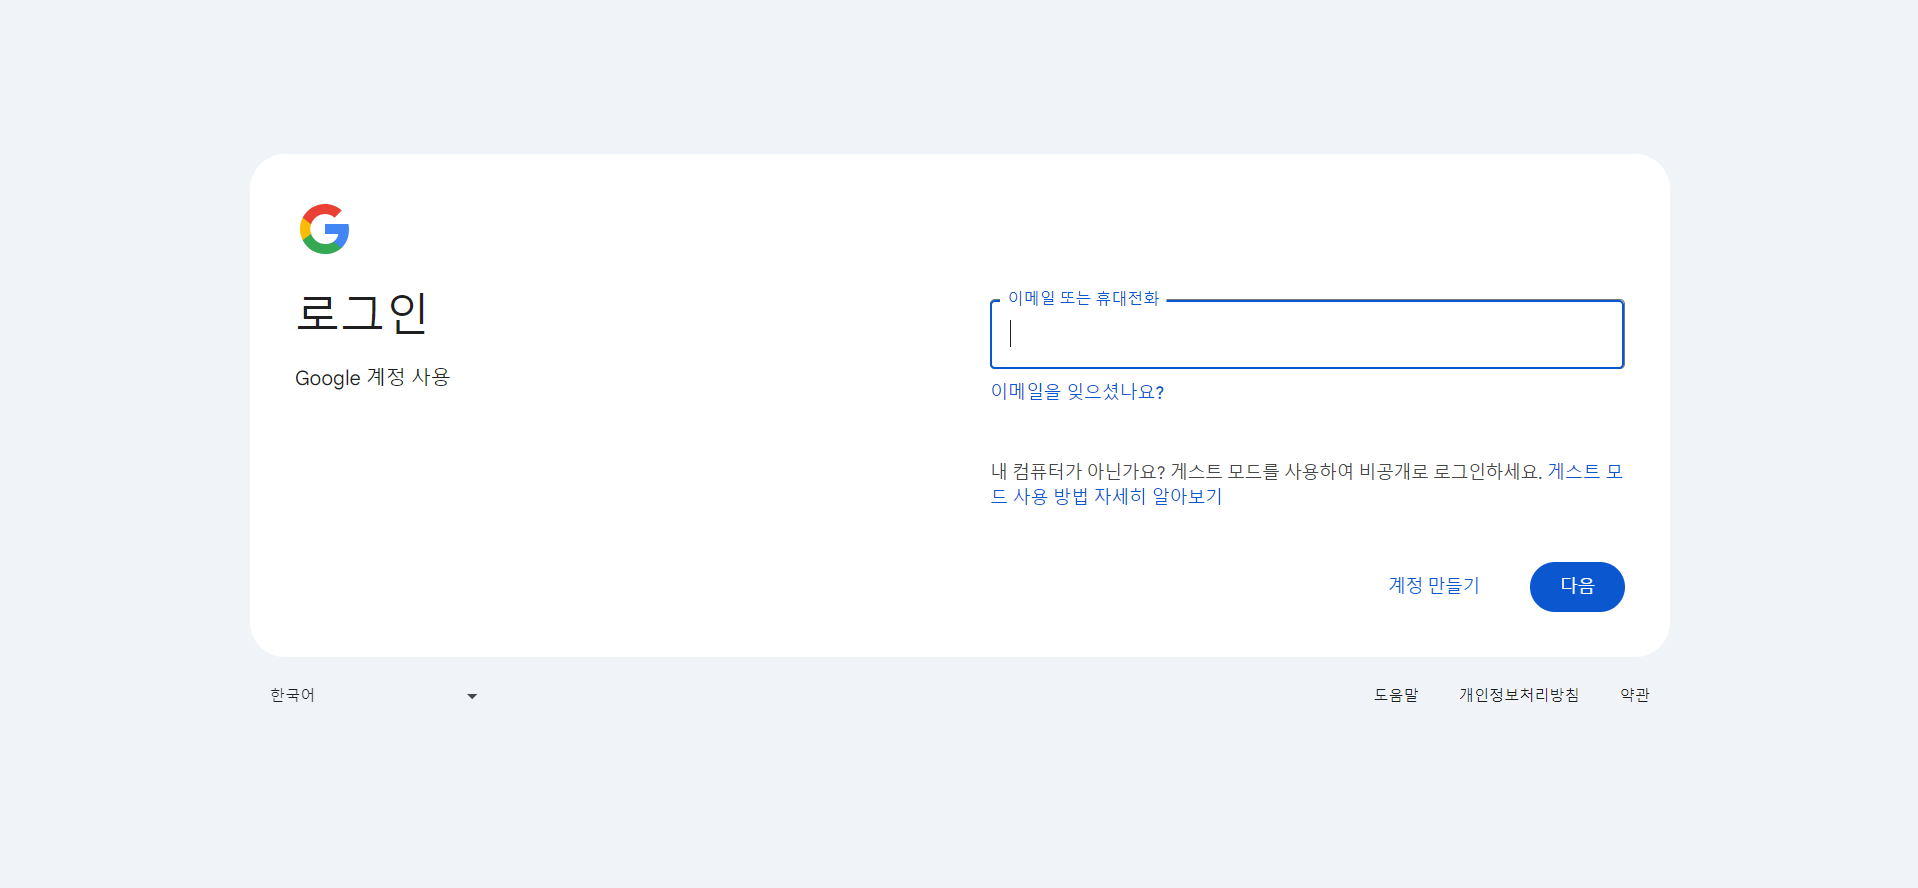 로그인
Google 계정 사용
이메일 또는 휴대전화
이메일을 잊으셨나요?
내 컴퓨터가 아닌가요? 게스트 모드를 사용하여 비공개로 로그인하세요. 게스트 모
드 사용 방법 자세히 알아보기
계정 만들기
다음
한국어
도움말
개인정보처리방침
약관